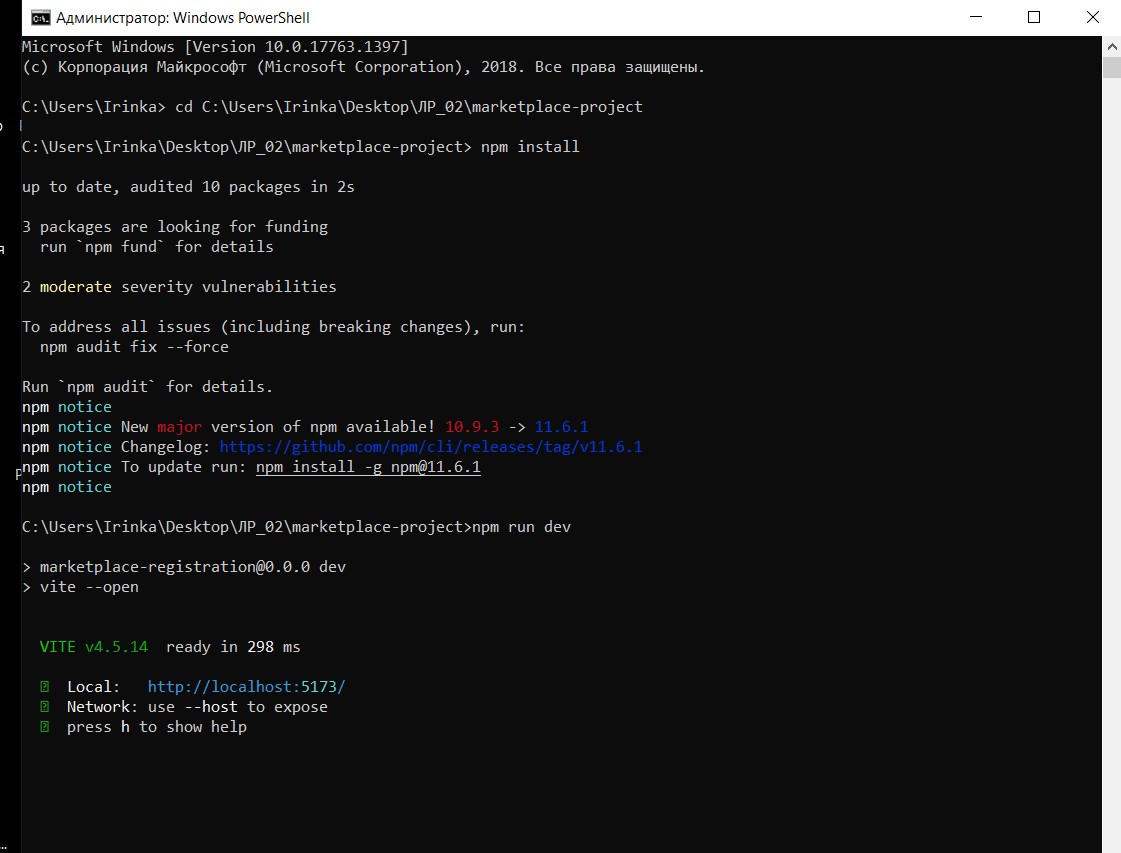 Администратор: Windows PowerShell
Microsoft Windows [Version 10.0.17763.1397]
(c) Корпорация Майкрософт (Microsoft Corporation), 2018. Все права защищены.
C:\Users\Irinka> cd C:\Users\Irinka\Desktop\ЛР_02\marketplace-project
C:\Users\Irinka\Desktop\ЛР_02\marketplace-project> npm install
up to date, audited 10 packages in 2s
3 packages are looking for funding
run `npm fund` for details
2 moderate severity vulnerabilities
To address all issues (including breaking changes), run:
npm audit fix --force
Run `npm audit` for details.
npm notice
npm notice New major version of npm available! 10.9.3 -> 11.6.1
npm notice Changelog: https://github.com/npm/cli/releases/tag/v11.6.1
npm notice To update run: npm install -g npm@11.6.1
npm notice
C:\Users\Irinka\Desktop\ЛР_02\marketplace-project>npm run dev
> marketplace-registration@0.0.0 dev
> vite --open
VITE v4.5.14 ready in 298 ms
Local: http://localhost:5173/
Network: use --host to expose
press h to show help